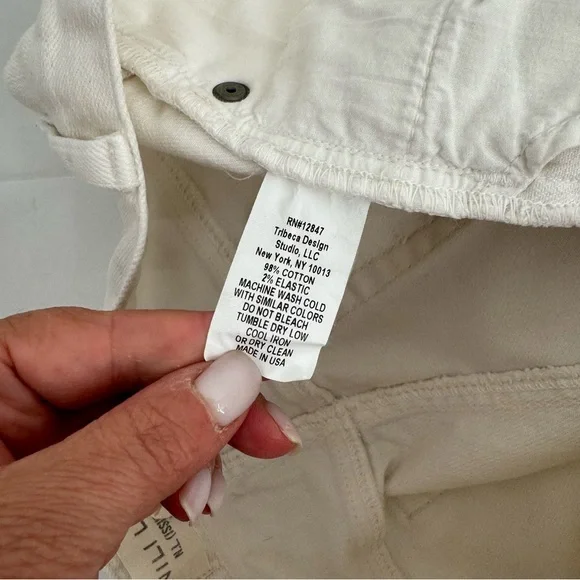 RN#12847
Tribeca Design
Studio, LLC
New York, NY 10013
98% COTTON
2% ELASTIC
MACHINE WASH COLD
WITH SIMILAR COLORS
DO NOT BLEACH
TUMBLE DRY LOW
COOL IRON
OR DRY CLEAN
MADE IN USA